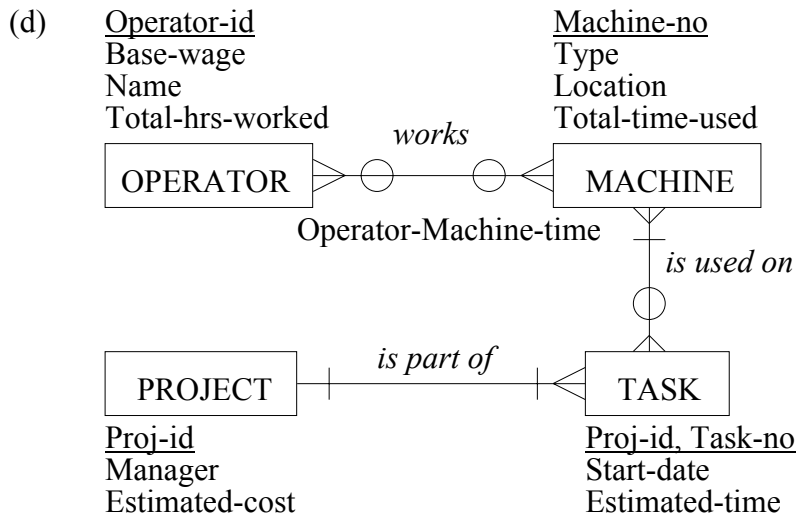 (d)
Operator-id
Base-wage
Name
Total-hrs-worked
Machine-no
Type
Location
Total-time-used
works
OPERATOR
MACHINE
Operator-Machine-time
is used on
is part of
PROJECT
TASK
Proj-id
Manager
Estimated-cost
Proj-id, Task-no
Start-date
Estimated-time